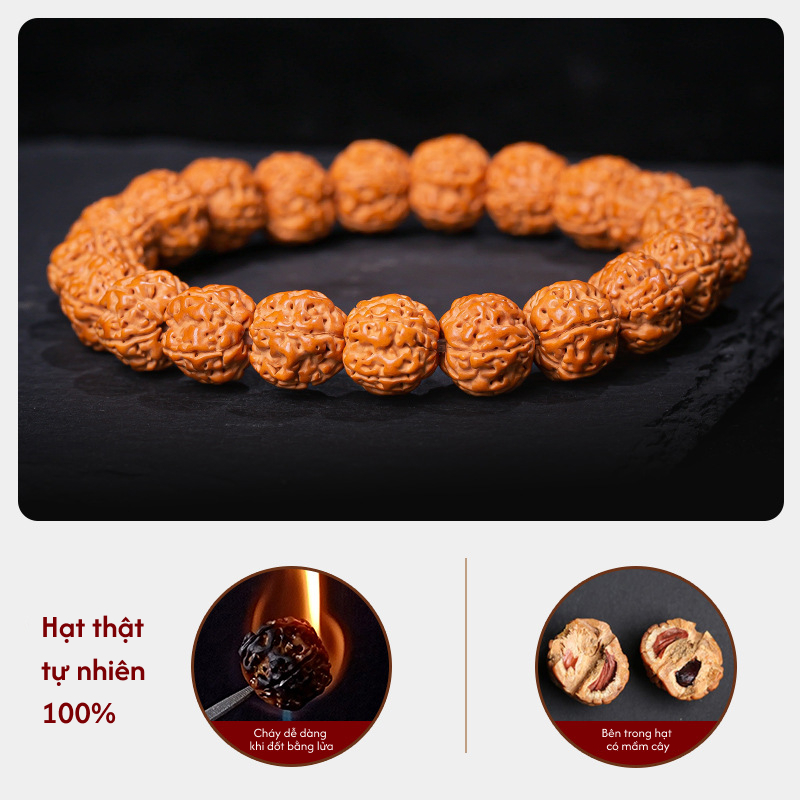 Hạt thật
tự nhiên
100%
Cháy dễ dàng
khi đốt bằng lửa
Bên trong hạt
có mầm cây